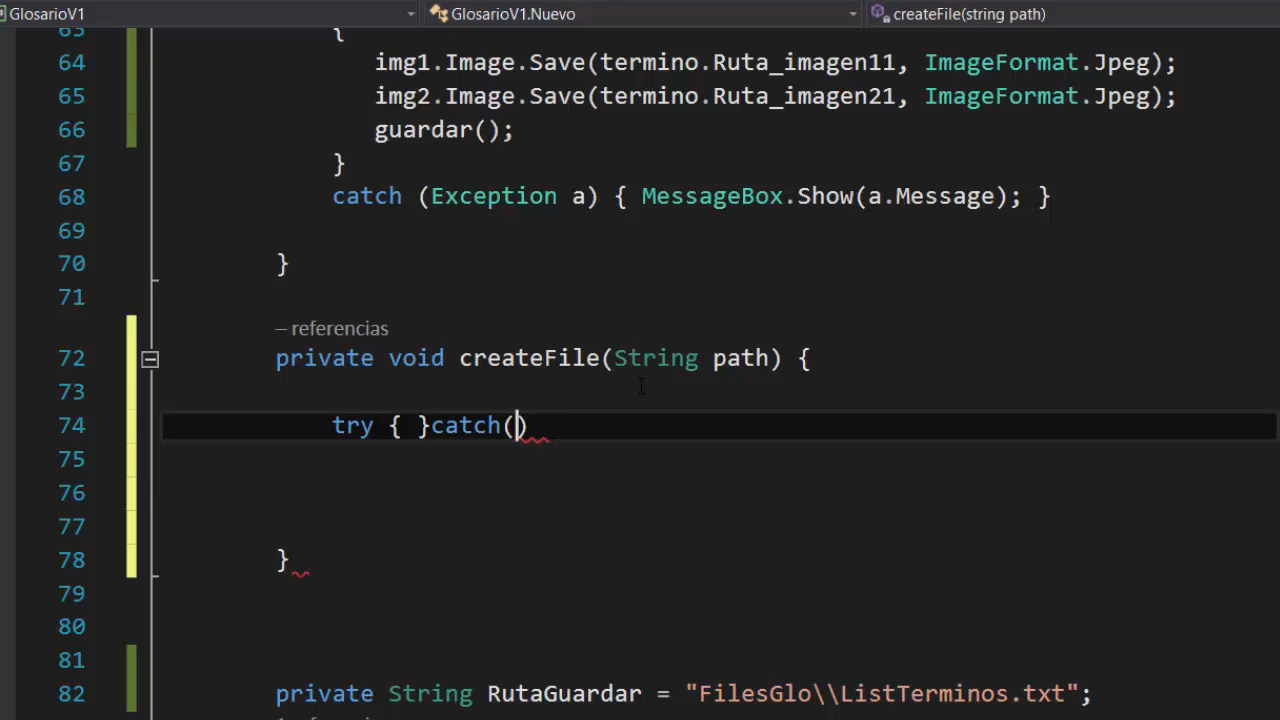 GlosarioV1 GlosarioV1.Nuevo createFile(string path)
63 {
64 img1.Image.Save(termino.Ruta_imagen11, ImageFormat.Jpeg);
65 img2.Image.Save(termino.Ruta_imagen21, ImageFormat.Jpeg);
66 guardar();
67 }
68 catch (Exception a) { MessageBox.Show(a.Message); }
69
70 }
71
– referencias
72 private void createFile(String path) {
73
74 try { }catch()
75
76
77
78 }
79
80
81
82 private String RutaGuardar = "FilesGlo\\ListTerminos.txt";